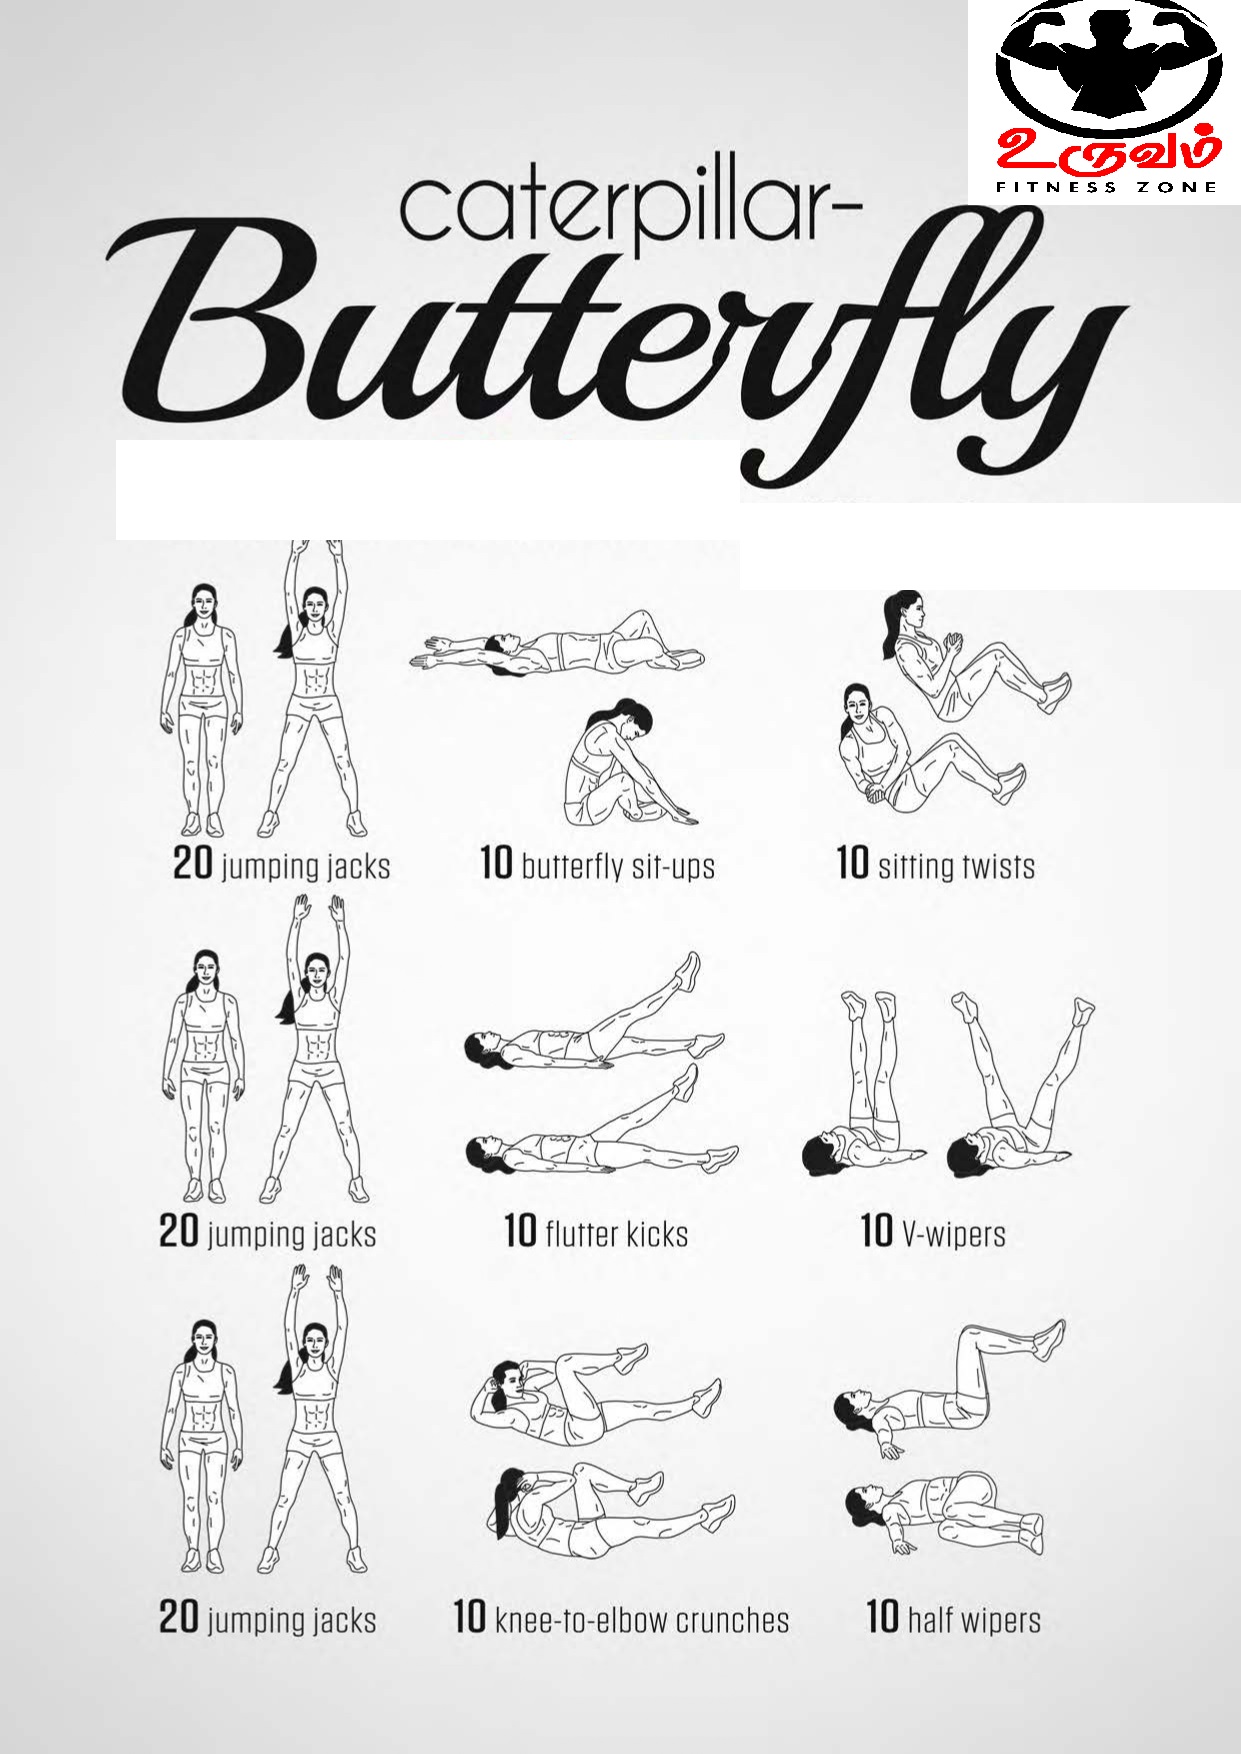 உருவம்
FITNESS ZONE
caterpillar-
Butterfly
20 jumping jacks
10 butterfly sit-ups
10 sitting twists
20 jumping jacks
10 flutter kicks
10 V-wipers
20 jumping jacks
10 knee-to-elbow crunches
10 half wipers